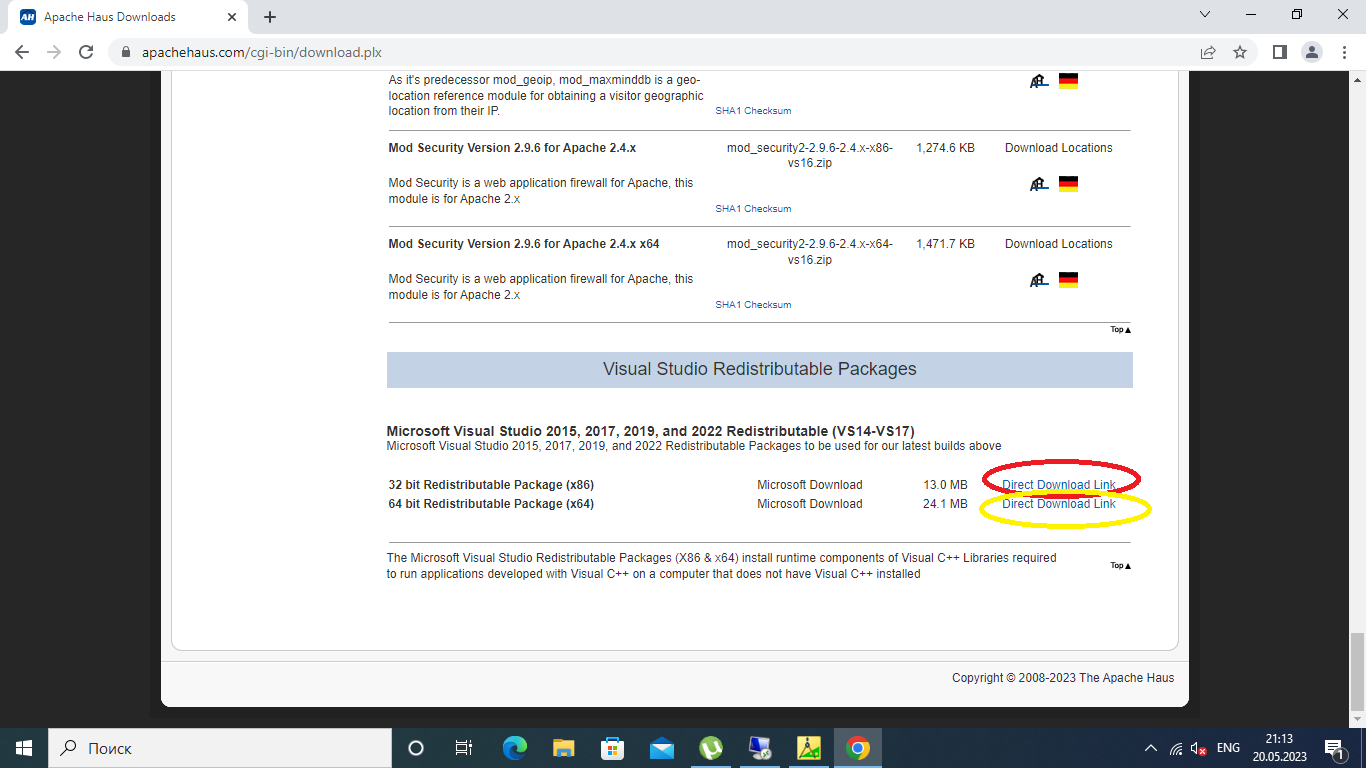 AH Apache Haus Downloads
apachehaus.com/cgi-bin/download.plx
As it's predecessor mod_geoip, mod_maxminddb is a geo-
location reference module for obtaining a visitor geographic
location from their IP.
SHA1 Checksum
Mod Security Version 2.9.6 for Apache 2.4.x
mod_security2-2.9.6-2.4.x-x86-
vs16.zip
1,274.6 KB
Download Locations
Mod Security is a web application firewall for Apache, this
module is for Apache 2.x
SHA1 Checksum
Mod Security Version 2.9.6 for Apache 2.4.x x64
mod_security2-2.9.6-2.4.x-x64-
vs16.zip
1,471.7 KB
Download Locations
Mod Security is a web application firewall for Apache, this
module is for Apache 2.x
SHA1 Checksum
Top▲
Visual Studio Redistributable Packages
Microsoft Visual Studio 2015, 2017, 2019, and 2022 Redistributable (VS14-VS17)
Microsoft Visual Studio 2015, 2017, 2019, and 2022 Redistributable Packages to be used for our latest builds above
32 bit Redistributable Package (x86) Microsoft Download 13.0 MB Direct Download Link
64 bit Redistributable Package (x64) Microsoft Download 24.1 MB Direct Download Link
The Microsoft Visual Studio Redistributable Packages (X86 & x64) install runtime components of Visual C++ Libraries required
to run applications developed with Visual C++ on a computer that does not have Visual C++ installed
Top▲
Copyright © 2008-2023 The Apache Haus
Поиск
ENG
21:13
20.05.2023
1